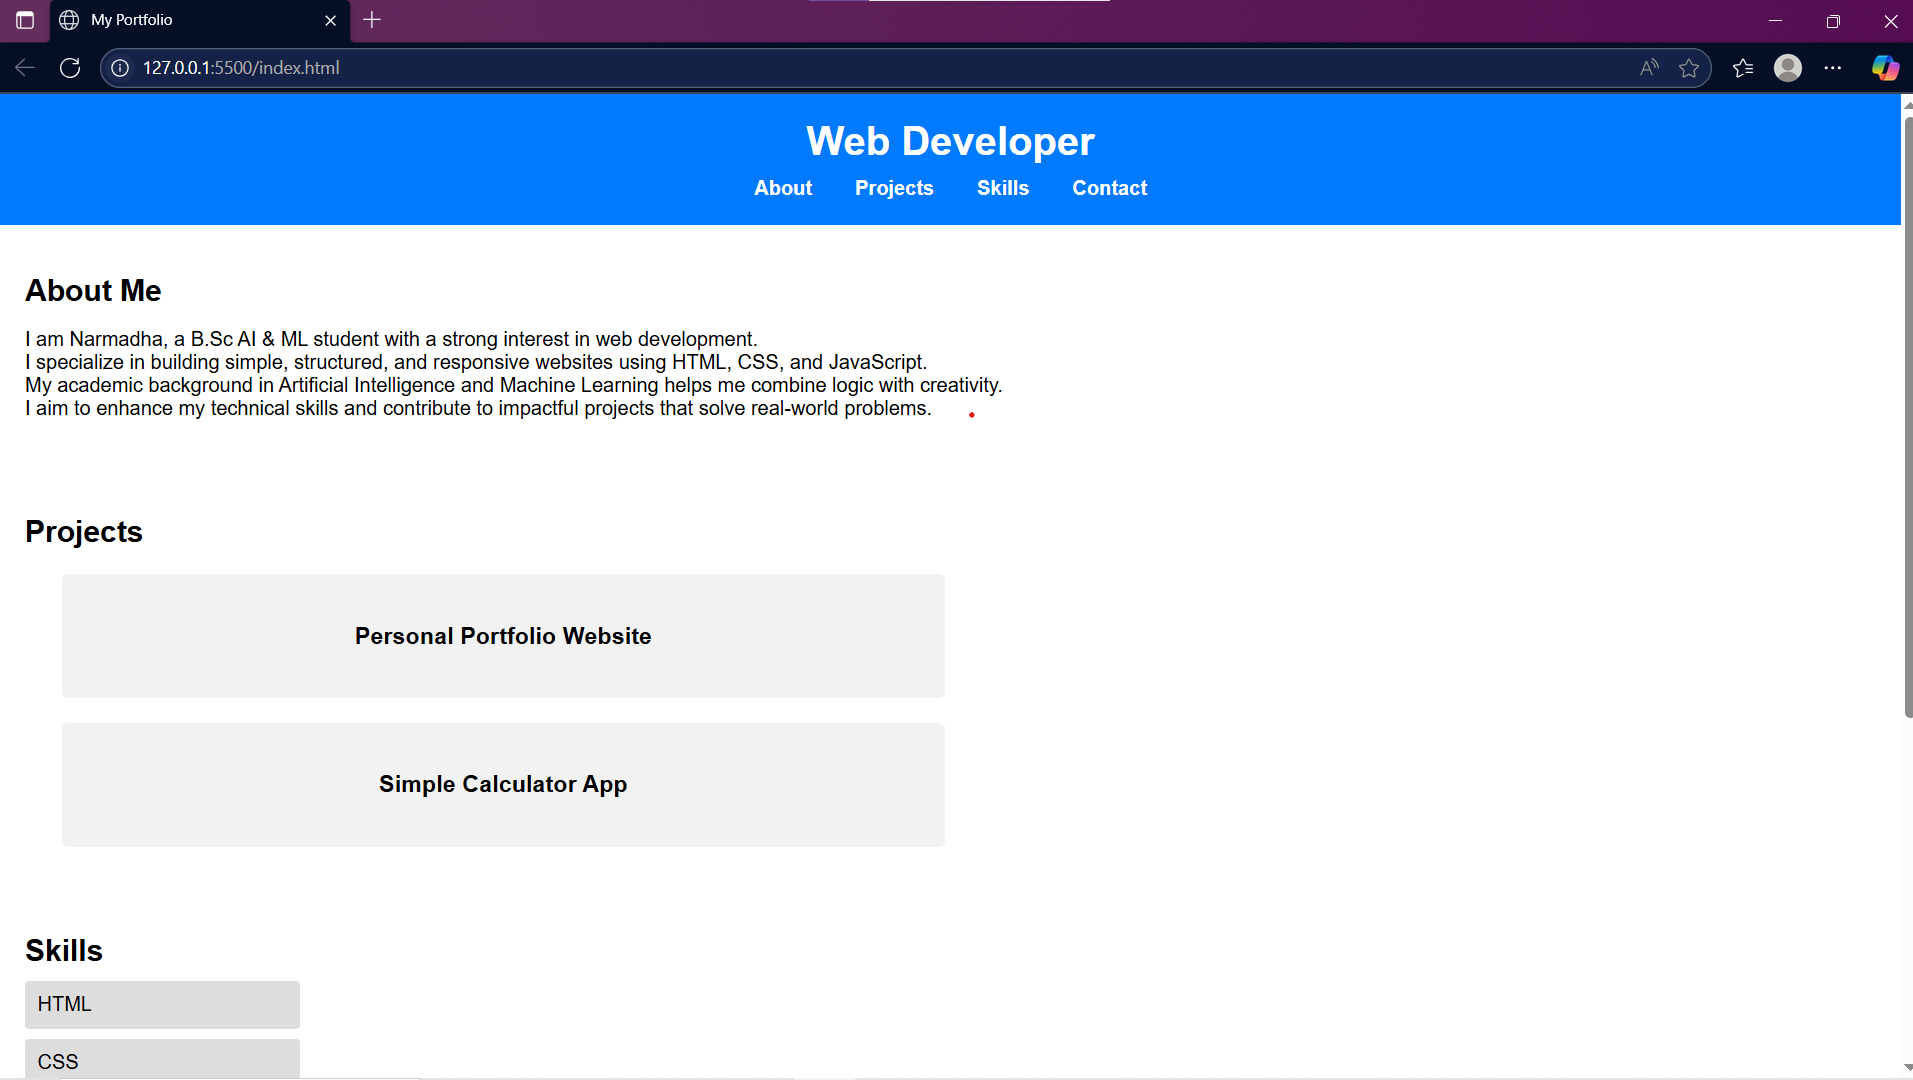 My Portfolio
127.0.0.1:5500/index.html
Web Developer
About Projects Skills Contact
About Me
I am Narmadha, a B.Sc AI & ML student with a strong interest in web development.
I specialize in building simple, structured, and responsive websites using HTML, CSS, and JavaScript.
My academic background in Artificial Intelligence and Machine Learning helps me combine logic with creativity.
I aim to enhance my technical skills and contribute to impactful projects that solve real-world problems.
Projects
Personal Portfolio Website
Simple Calculator App
Skills
HTML
CSS